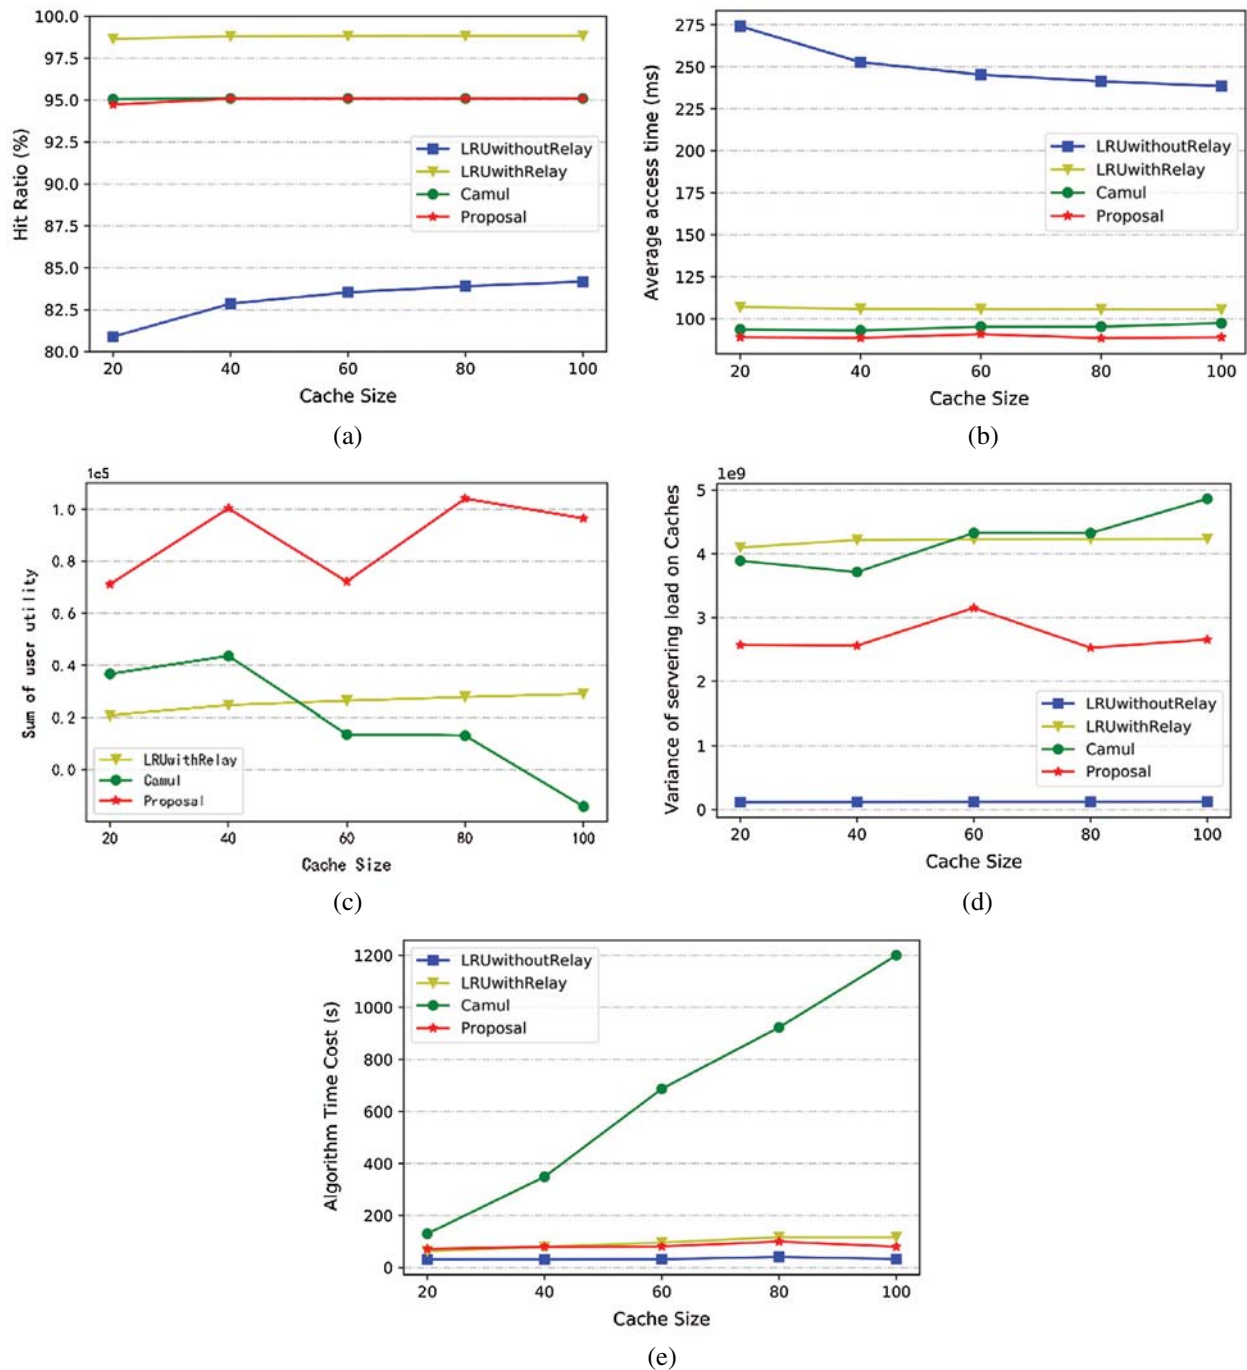 100.0
97.5
95.0
92.5
90.0
87.5
85.0
82.5
80.0
Hit Ratio (%)
LRUwithoutRelay
LRUwithRelay
Camul
Proposal
20 40 60 80 100
Cache Size
(a)
275
250
225
200
175
150
125
100
Average access time (ms)
LRUwithoutRelay
LRUwithRelay
Camul
Proposal
20 40 60 80 100
Cache Size
(b)
1e5
1.0
0.8
0.6
0.4
0.2
0.0
Sum of user utility
LRUwithRelay
Camul
Proposal
20 40 60 80 100
Cache Size
(c)
1e9
5
4
3
2
1
0
Variance of servering load on Caches
LRUwithoutRelay
LRUwithRelay
Camul
Proposal
20 40 60 80 100
Cache Size
(d)
1200
1000
800
600
400
200
0
Algorithm Time Cost (s)
LRUwithoutRelay
LRUwithRelay
Camul
Proposal
20 40 60 80 100
Cache Size
(e)